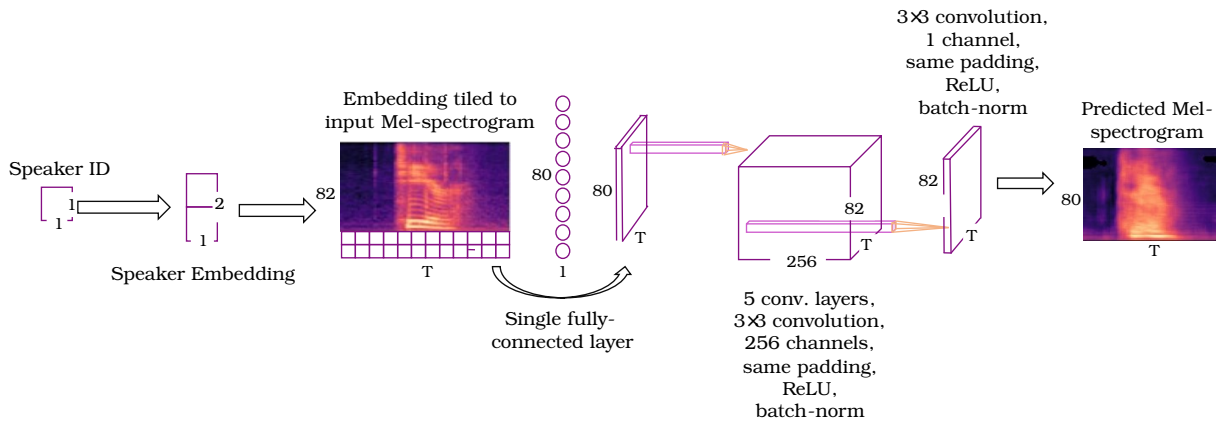 Speaker ID
1
1
2
1
Speaker Embedding
Embedding tiled to
input Mel-spectrogram
82
T
80
1
Single fully-
connected layer
80
T
82
T
256
5 conv. layers,
3×3 convolution,
256 channels,
same padding,
ReLU,
batch-norm
3×3 convolution,
1 channel,
same padding,
ReLU,
batch-norm
82
T
Predicted Mel-
spectrogram
80
T